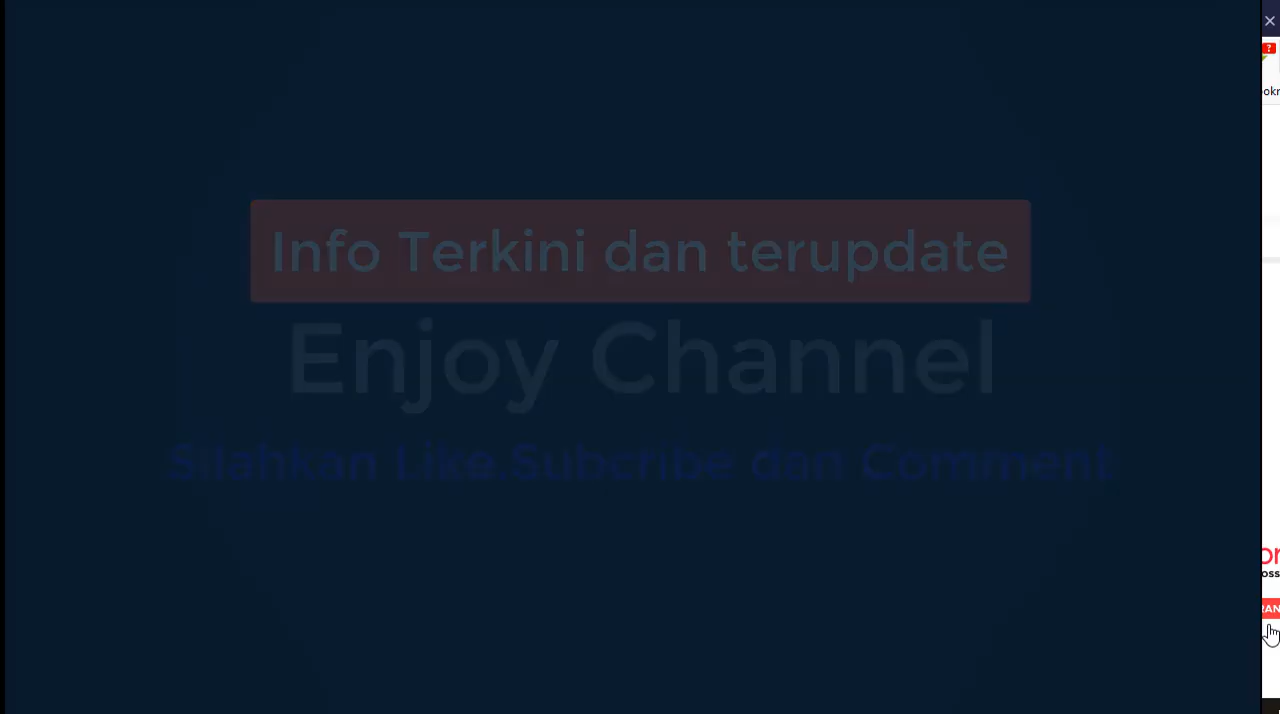 Info Terkini dan terupdate
Enjoy Channel
Silahkan Like.Subcribe dan Comment
?